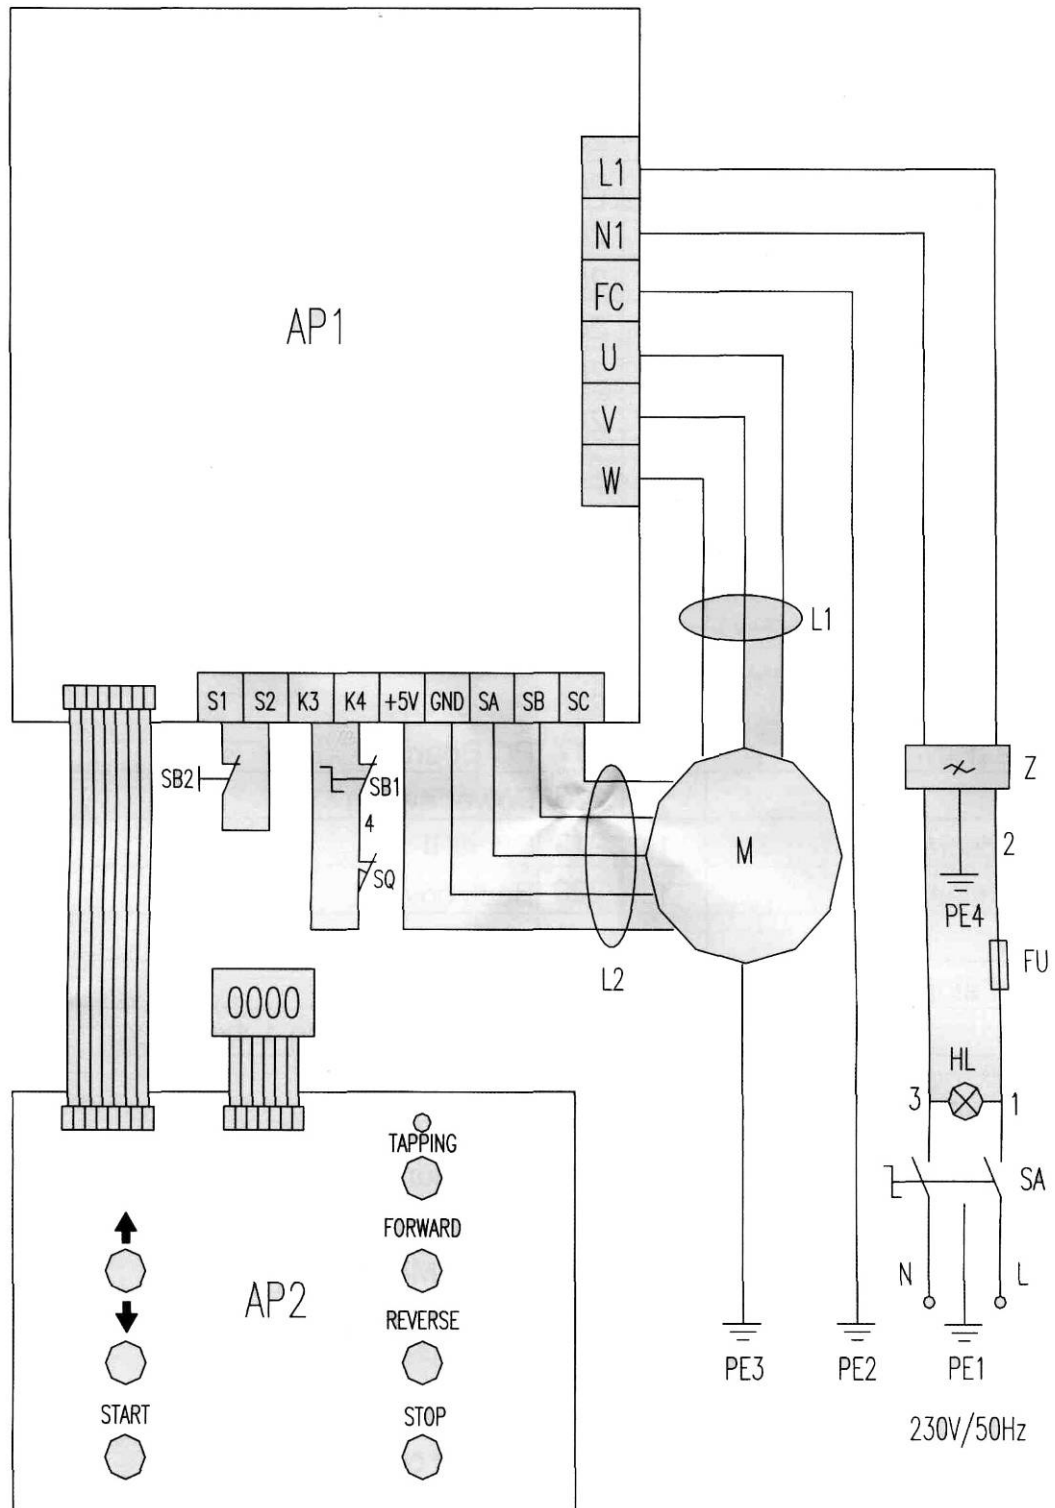 AP1
L1
N1
FC
U
V
W
L1
S1 S2 K3 K4 +5V GND SA SB SC
SB2
SB1
4
SQ
L2
M
Z
2
PE4
FU
0000
HL
3 1
SA
N L
TAPPING
FORWARD
REVERSE
STOP
START
AP2
PE3 PE2 PE1
230V/50Hz